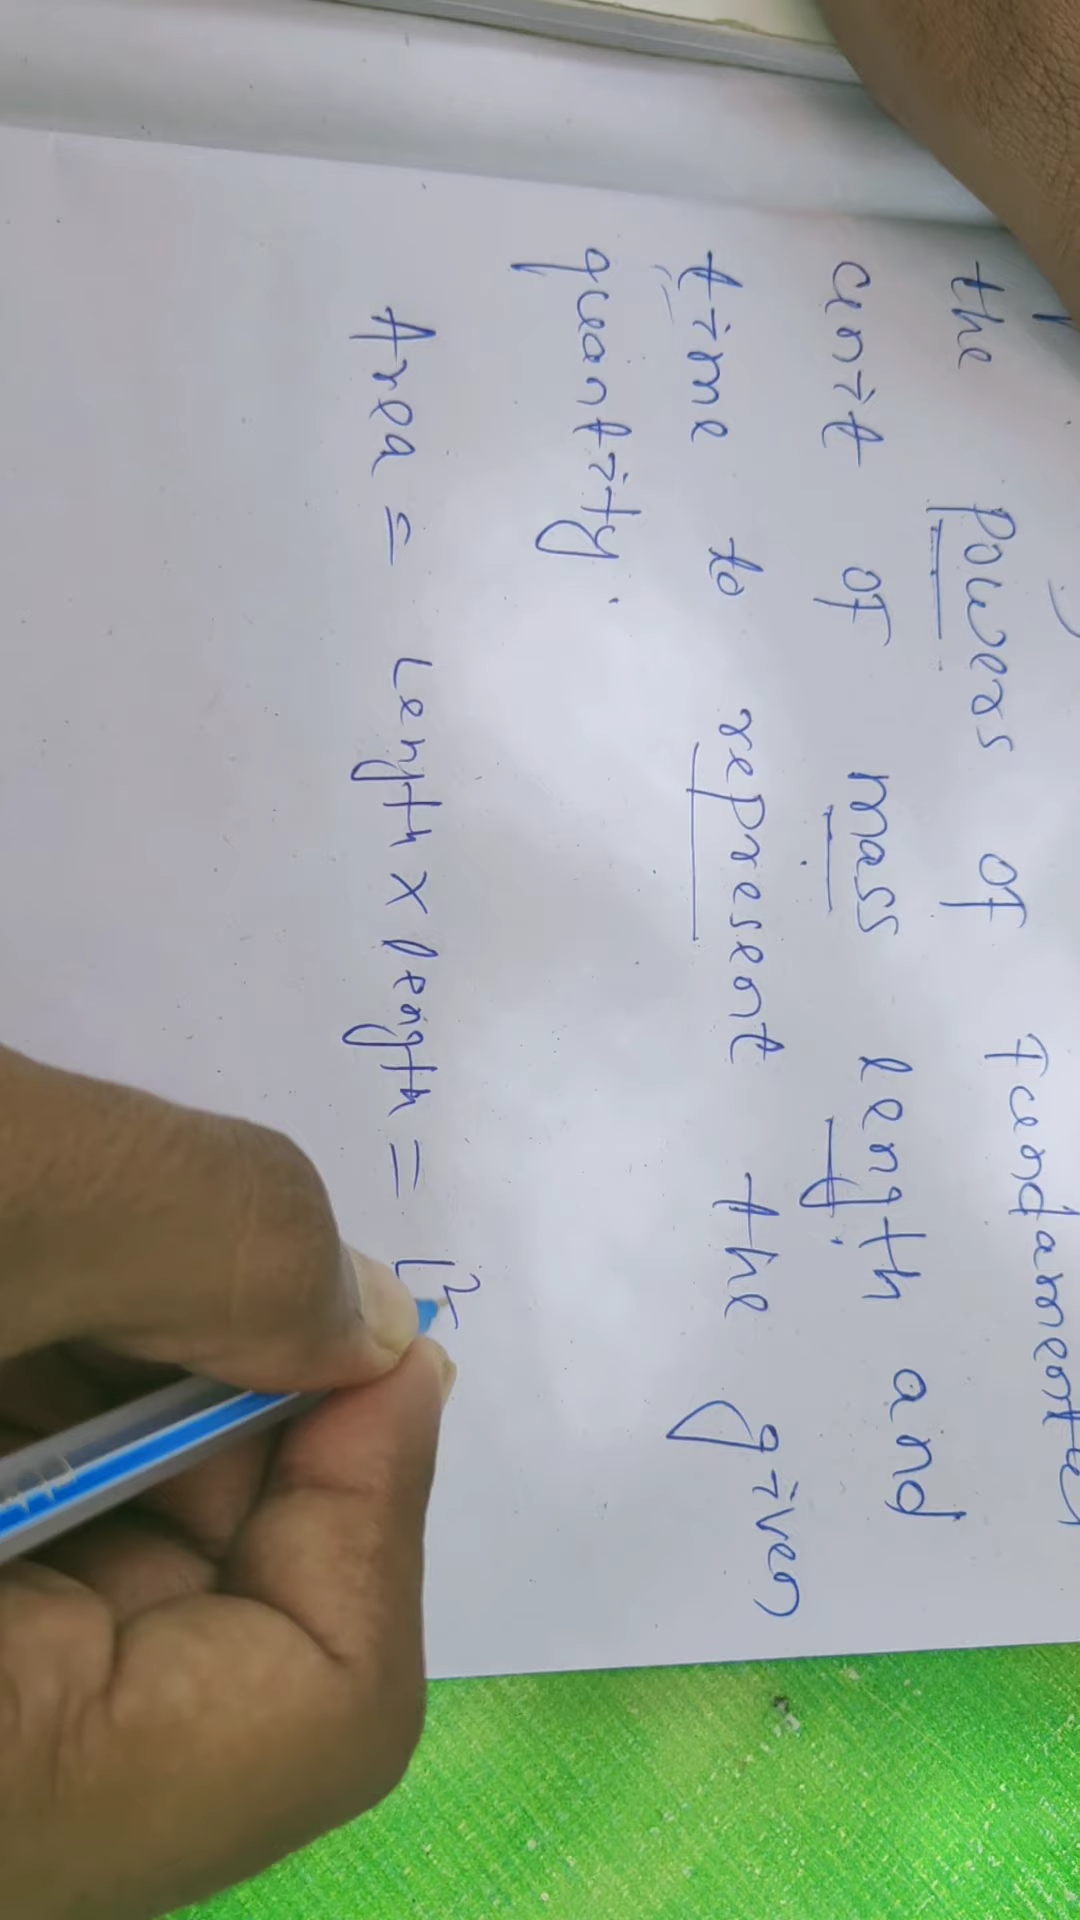 the powers of Fundamental
unit of mass length and
time to represent the given
quantity.
Area = Length × length = l²